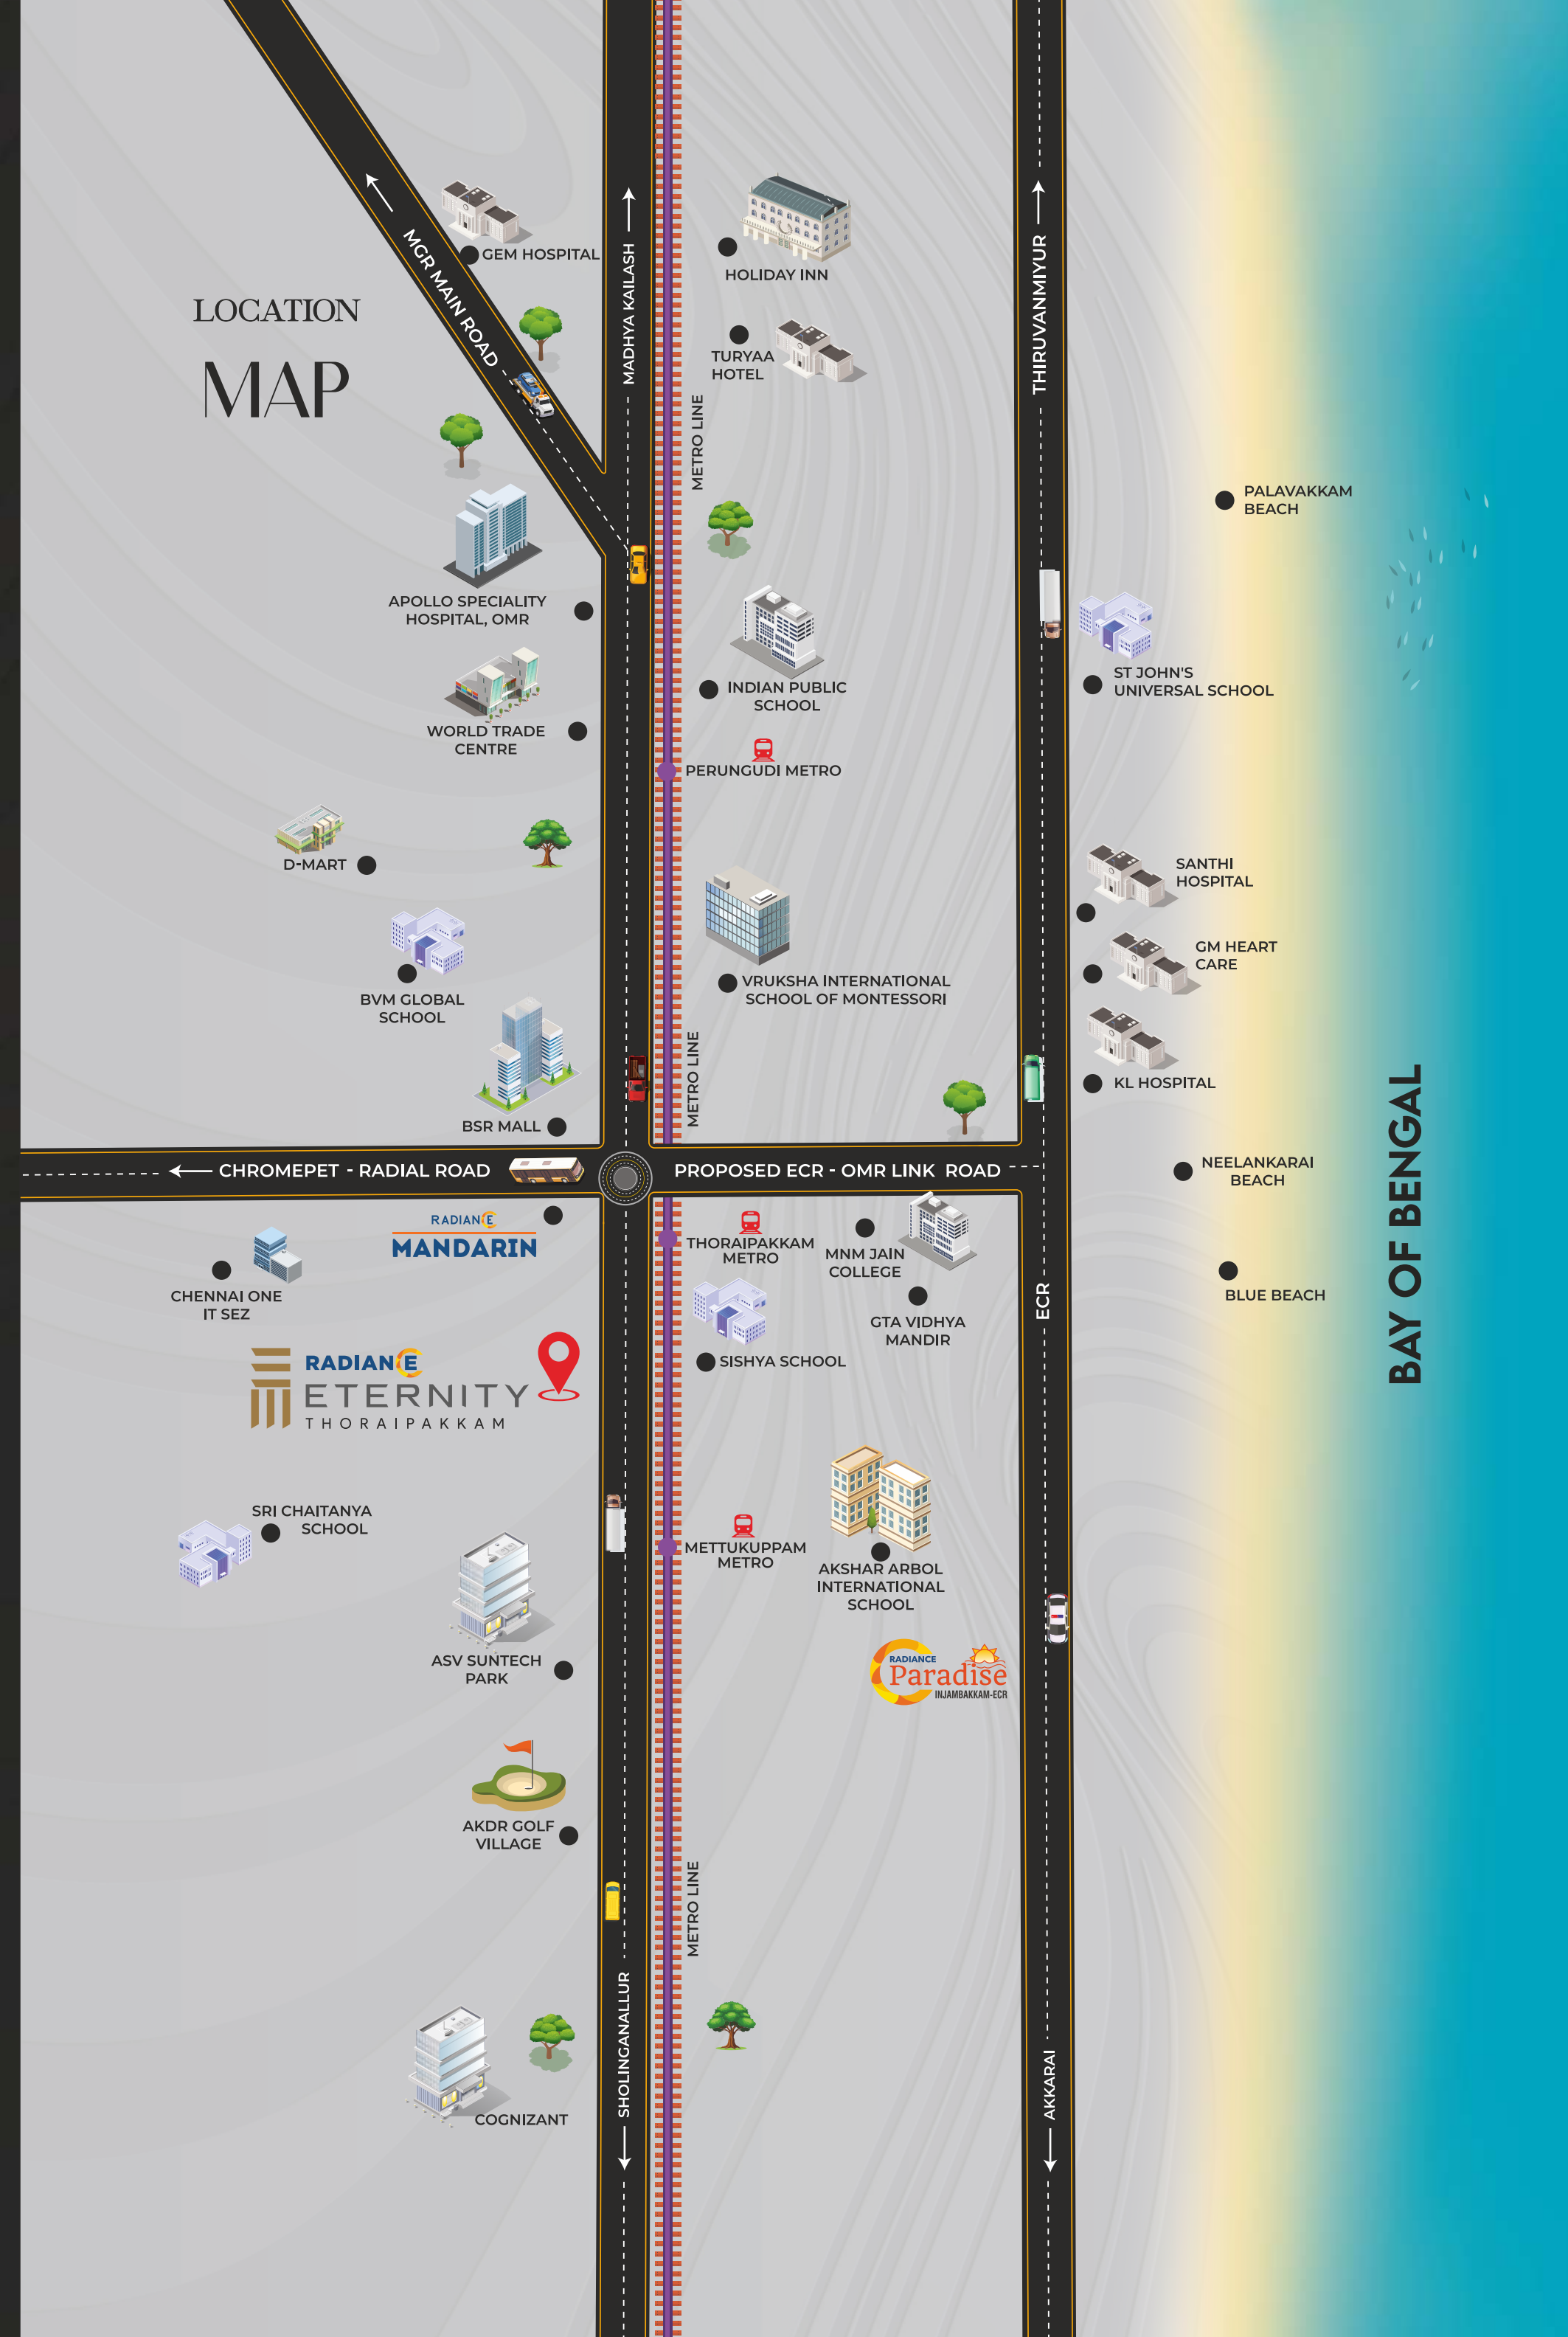 LOCATION
MAP
MGR MAIN ROAD
GEM HOSPITAL
MADHYA KAILASH
HOLIDAY INN
TURYAA
HOTEL
METRO LINE
THIRUVANMIYUR
PALAVAKKAM
BEACH
APOLLO SPECIALITY
HOSPITAL, OMR
INDIAN PUBLIC
SCHOOL
ST JOHN'S
UNIVERSAL SCHOOL
WORLD TRADE
CENTRE
PERUNGUDI METRO
D-MART
SANTHI
HOSPITAL
GM HEART
CARE
BVM GLOBAL
SCHOOL
VRUKSHA INTERNATIONAL
SCHOOL OF MONTESSORI
METRO LINE
KL HOSPITAL
BSR MALL
CHROMEPET - RADIAL ROAD
PROPOSED ECR - OMR LINK ROAD
NEELANKARAI
BEACH
BAY OF BENGAL
RADIANCE
MANDARIN
THORAIPAKKAM
METRO
MNM JAIN
COLLEGE
CHENNAI ONE
IT SEZ
ECR
BLUE BEACH
GTA VIDHYA
MANDIR
SISHYA SCHOOL
RADIANCE
ETERNITY
THORAIPAKKAM
SRI CHAITANYA
SCHOOL
METTUKUPPAM
METRO
AKSHAR ARBOL
INTERNATIONAL
SCHOOL
ASV SUNTECH
PARK
RADIANCE
Paradise
INJAMBAKKAM-ECR
AKDR GOLF
VILLAGE
METRO LINE
SHOLINGANALLUR
AKKARAI
COGNIZANT